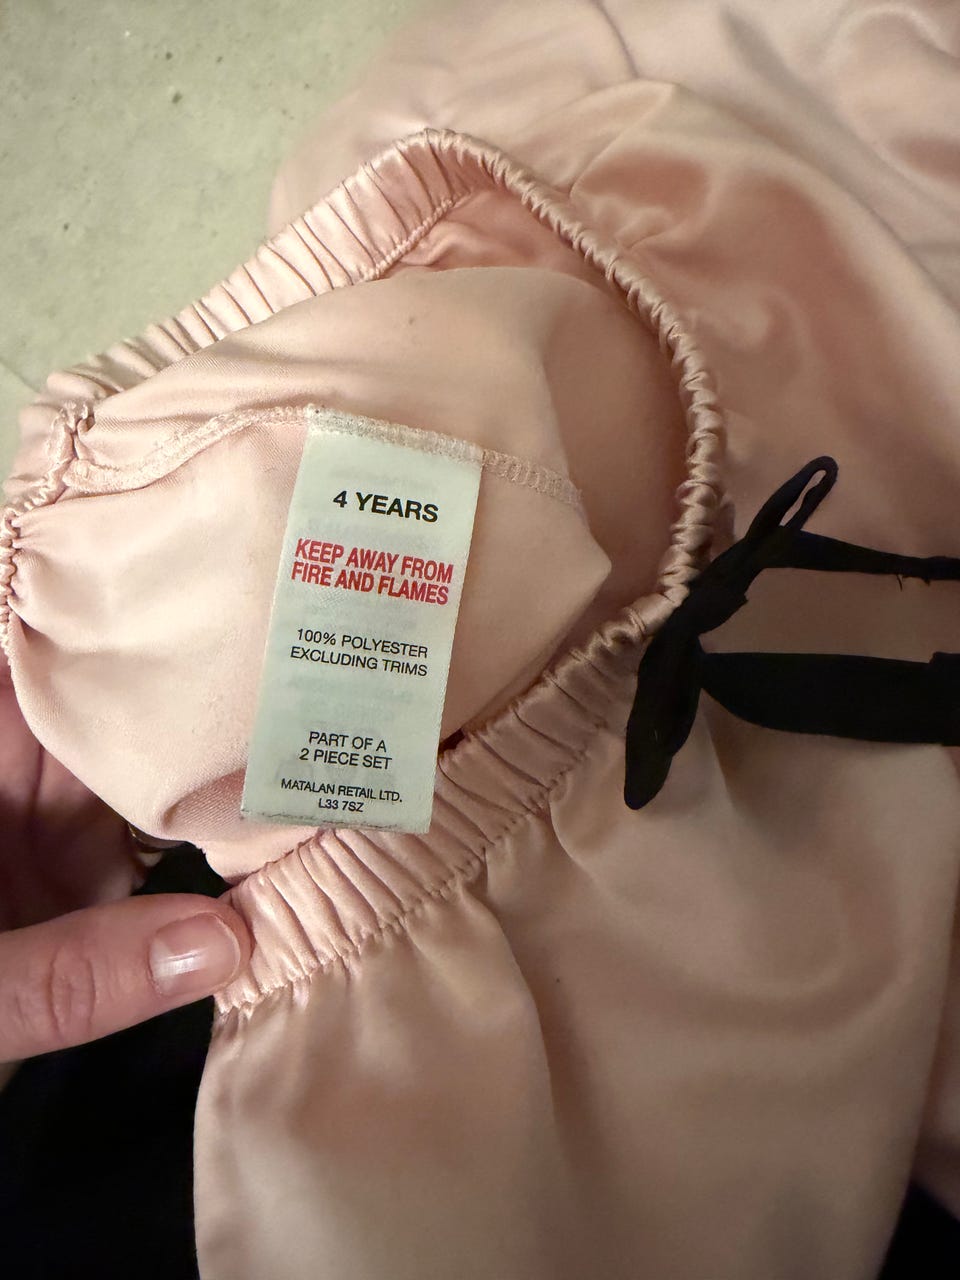 4 YEARS
KEEP AWAY FROM
FIRE AND FLAMES
100% POLYESTER
EXCLUDING TRIMS
PART OF A
2 PIECE SET
MATALAN RETAIL LTD.
L33 7SZ